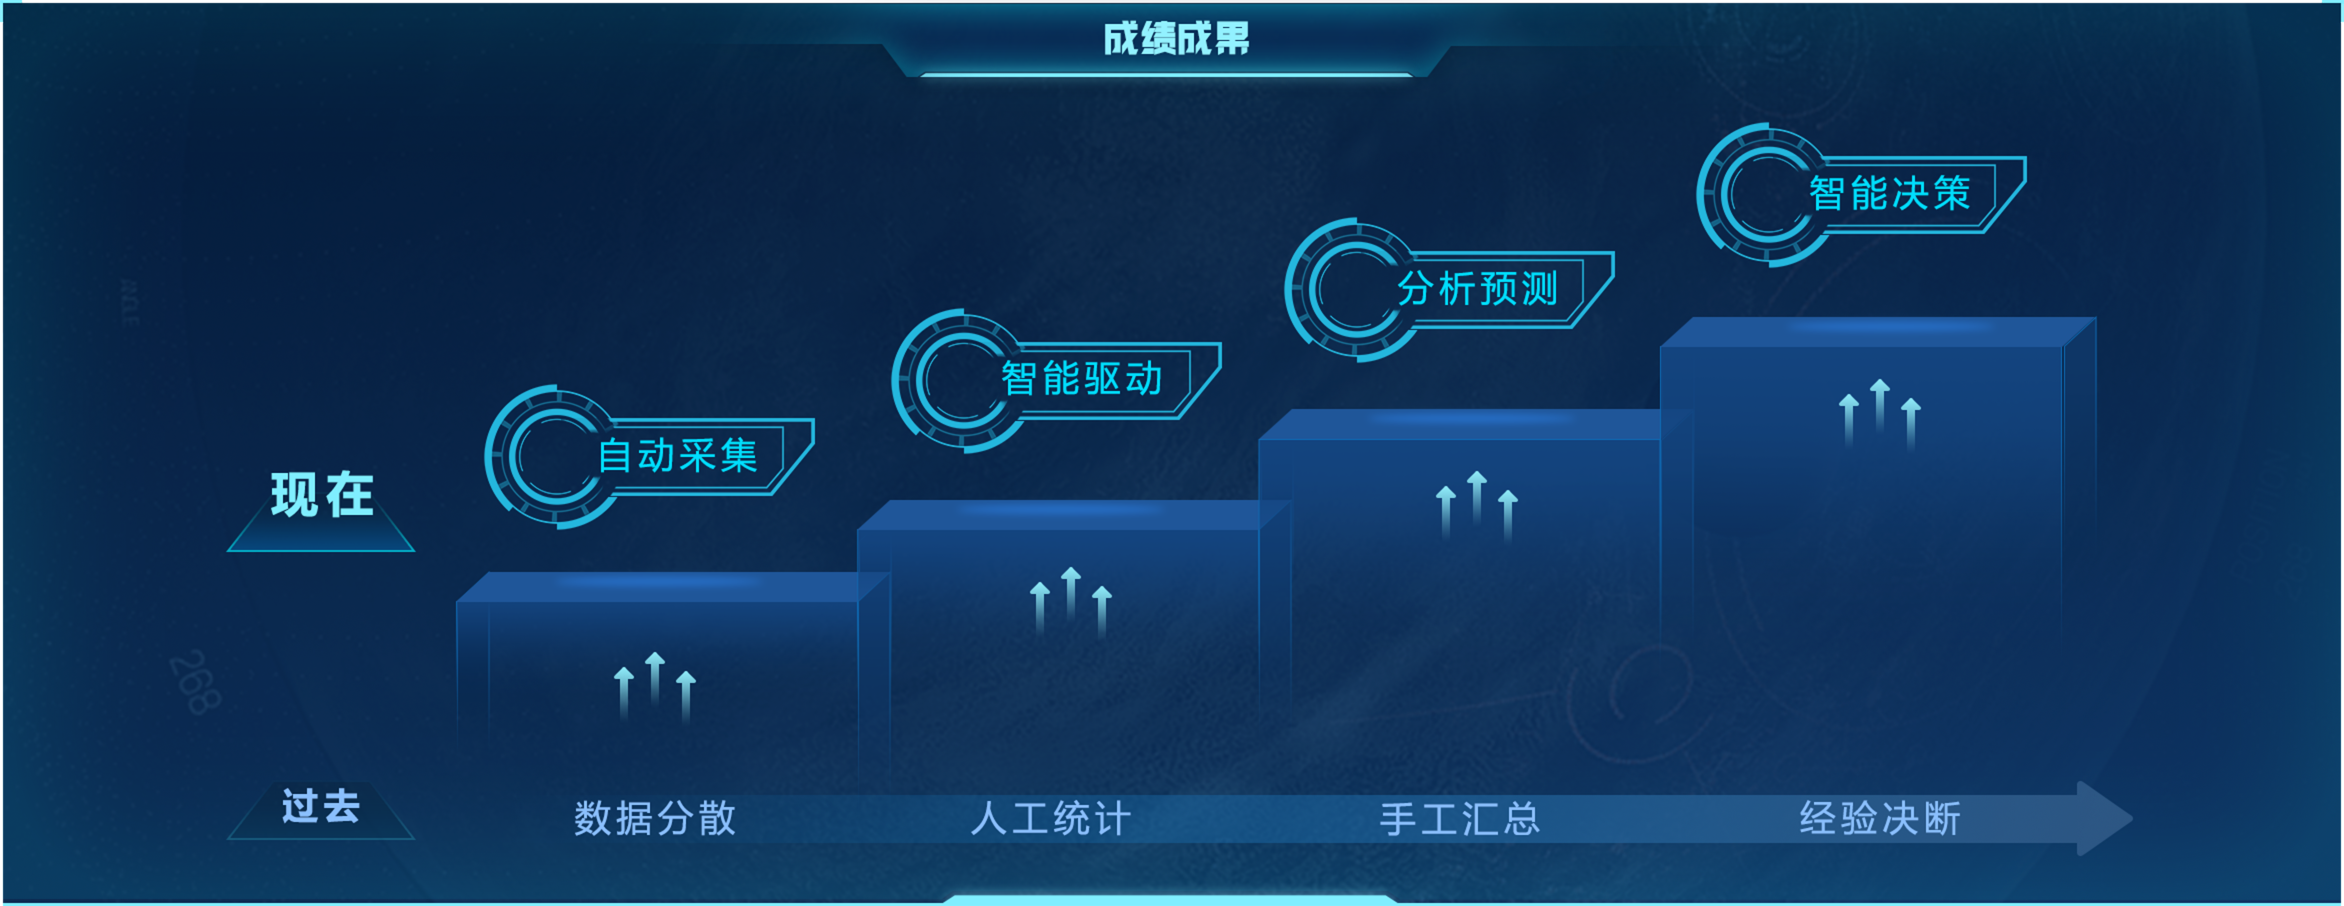 成绩成果
智能决策
分析预测
智能驱动
自动采集
现在
268
过去
数据分散
人工统计
手工汇总
经验决断